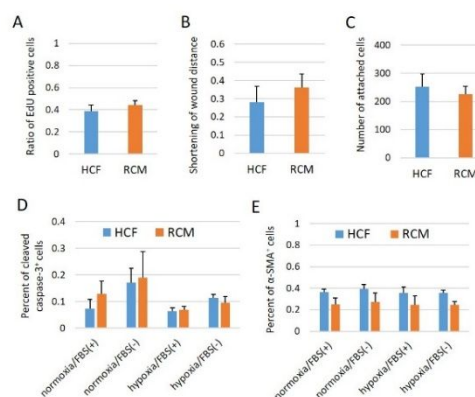 A
Ratio of EdU positive cells
1
0.8
0.6
0.4
0.2
0
HCF RCM
B
Shortening of wound distance
0.6
0.5
0.4
0.3
0.2
0.1
0
HCF RCM
C
Number of attached cells
400
300
200
100
0
HCF RCM
D
Percent of cleaved
caspase-3⁺ cells
HCF RCM
0.4
0.3
0.2
0.1
0
normoxia/FBS(+)
normoxia/FBS(-)
hypoxia/FBS(+)
hypoxia/FBS(-)
E
Percent of α-SMA⁺ cells
HCF RCM
1
0.8
0.6
0.4
0.2
0
normoxia/FBS(+)
normoxia/FBS(-)
hypoxia/FBS(+)
hypoxia/FBS(-)